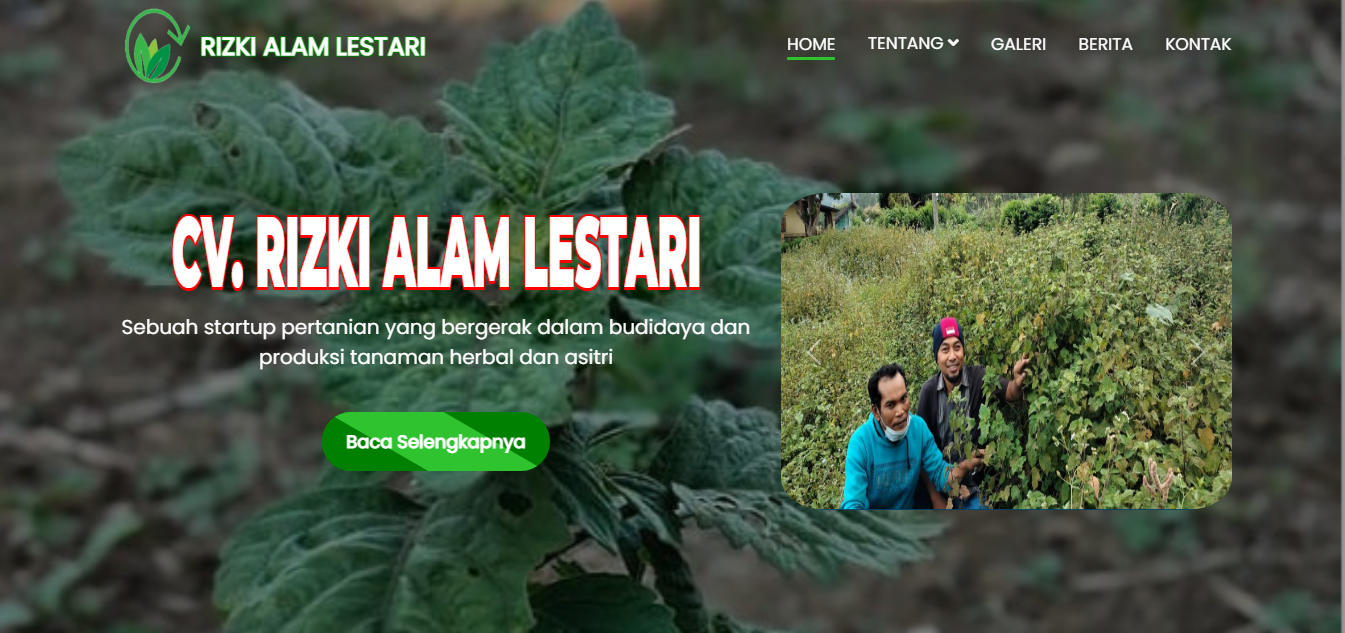 RIZKI ALAM LESTARI
HOME
TENTANG
GALERI
BERITA
KONTAK
CV. RIZKI ALAM LESTARI
Sebuah startup pertanian yang bergerak dalam budidaya dan
produksi tanaman herbal dan asitri
Baca Selengkapnya